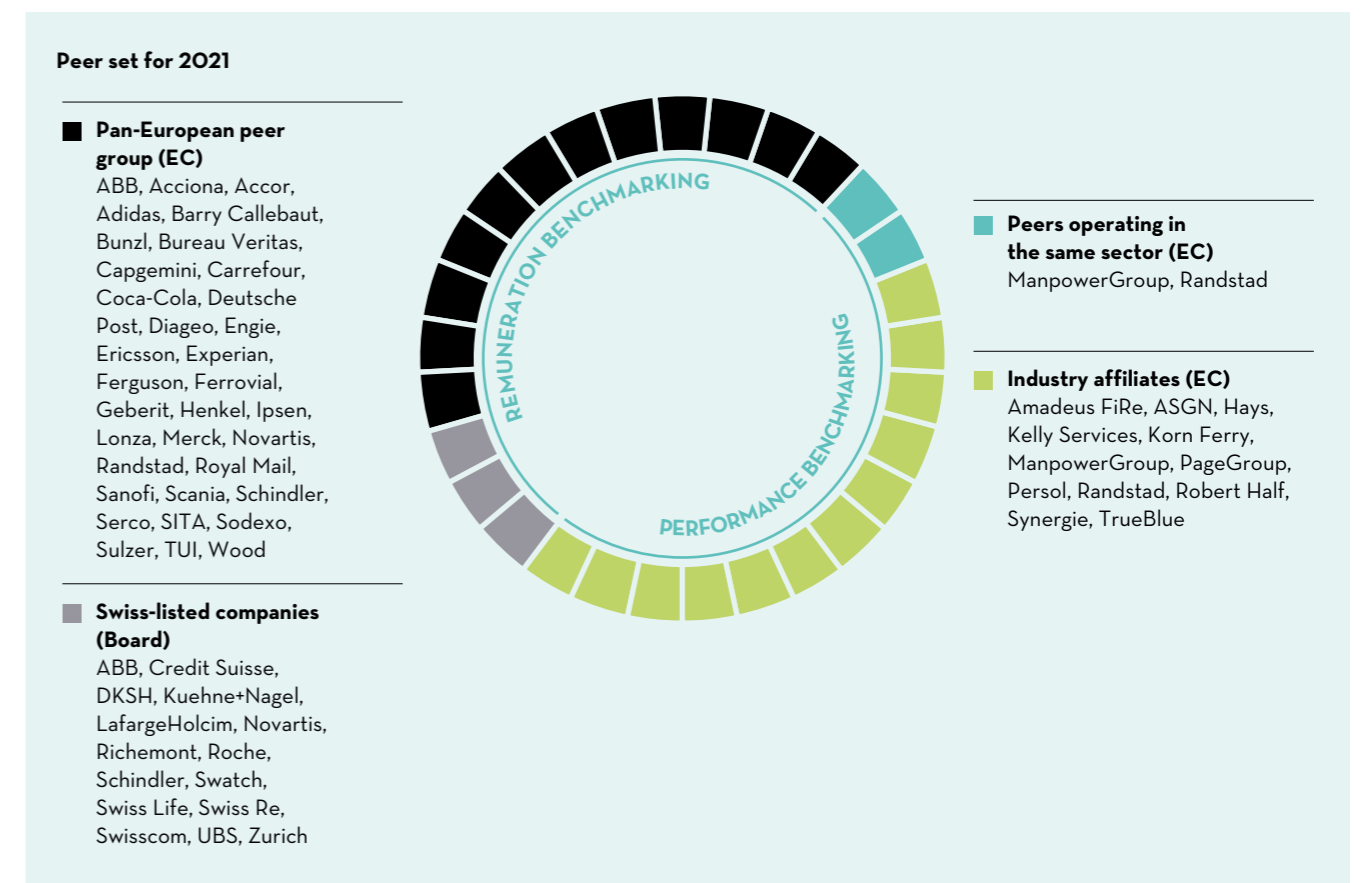 Peer set for 2021
Pan-European peer
group (EC)
ABB, Acciona, Accor,
Adidas, Barry Callebaut,
Bunzl, Bureau Veritas,
Capgemini, Carrefour,
Coca-Cola, Deutsche
Post, Diageo, Engie,
Ericsson, Experian,
Ferguson, Ferrovial,
Geberit, Henkel, Ipsen,
Lonza, Merck, Novartis,
Randstad, Royal Mail,
Sanofi, Scania, Schindler,
Serco, SITA, Sodexo,
Sulzer, TUI, Wood
Swiss-listed companies
(Board)
ABB, Credit Suisse,
DKSH, Kuehne+Nagel,
LafargeHolcim, Novartis,
Richemont, Roche,
Schindler, Swatch,
Swiss Life, Swiss Re,
Swisscom, UBS, Zurich
REMUNERATION BENCHMARKING
PERFORMANCE BENCHMARKING
Peers operating in
the same sector (EC)
ManpowerGroup, Randstad
Industry affiliates (EC)
Amadeus FiRe, ASGN, Hays,
Kelly Services, Korn Ferry,
ManpowerGroup, PageGroup,
Persol, Randstad, Robert Half,
Synergie, TrueBlue